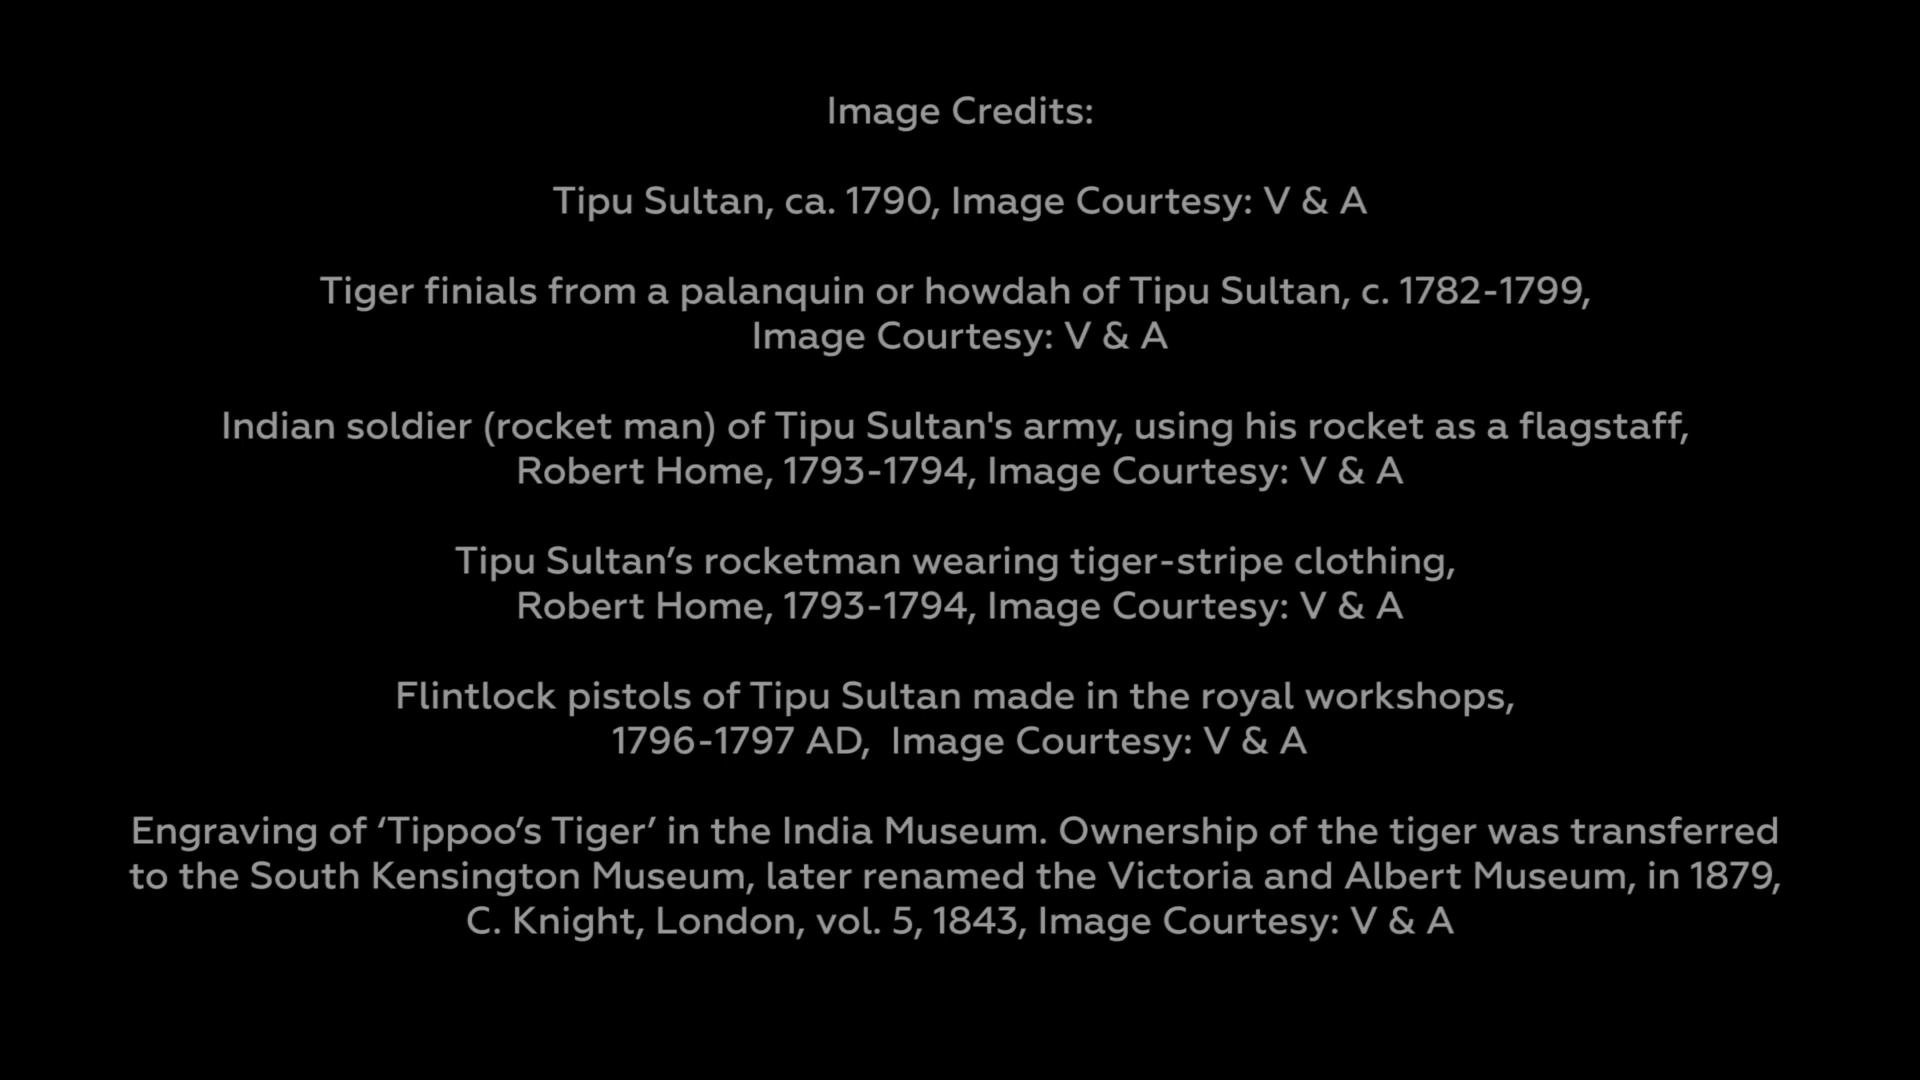 Image Credits:
Tipu Sultan, ca. 1790, Image Courtesy: V & A
Tiger finials from a palanquin or howdah of Tipu Sultan, c. 1782-1799,
Image Courtesy: V & A
Indian soldier (rocket man) of Tipu Sultan's army, using his rocket as a flagstaff,
Robert Home, 1793-1794, Image Courtesy: V & A
Tipu Sultan’s rocketman wearing tiger-stripe clothing,
Robert Home, 1793-1794, Image Courtesy: V & A
Flintlock pistols of Tipu Sultan made in the royal workshops,
1796-1797 AD,  Image Courtesy: V & A
Engraving of ‘Tippoo’s Tiger’ in the India Museum. Ownership of the tiger was transferred
to the South Kensington Museum, later renamed the Victoria and Albert Museum, in 1879,
C. Knight, London, vol. 5, 1843, Image Courtesy: V & A